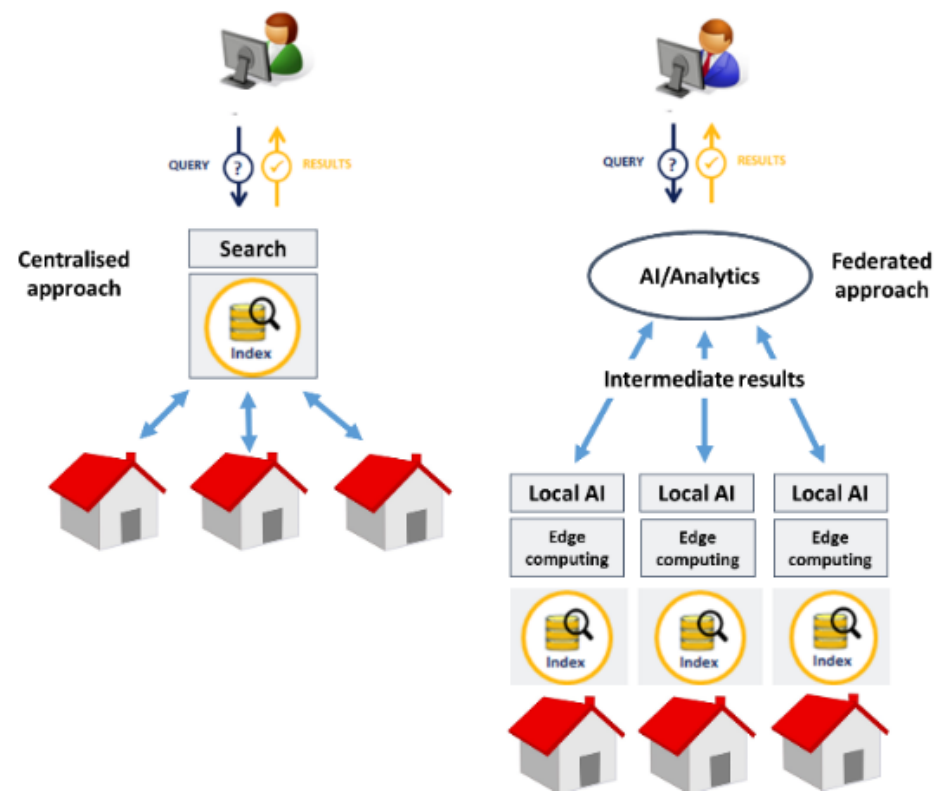 QUERY
?
RESULTS
Centralised
approach
Search
Index
QUERY
?
RESULTS
AI/Analytics
Federated
approach
Intermediate results
Local AI
Local AI
Local AI
Edge
computing
Edge
computing
Edge
computing
Index
Index
Index